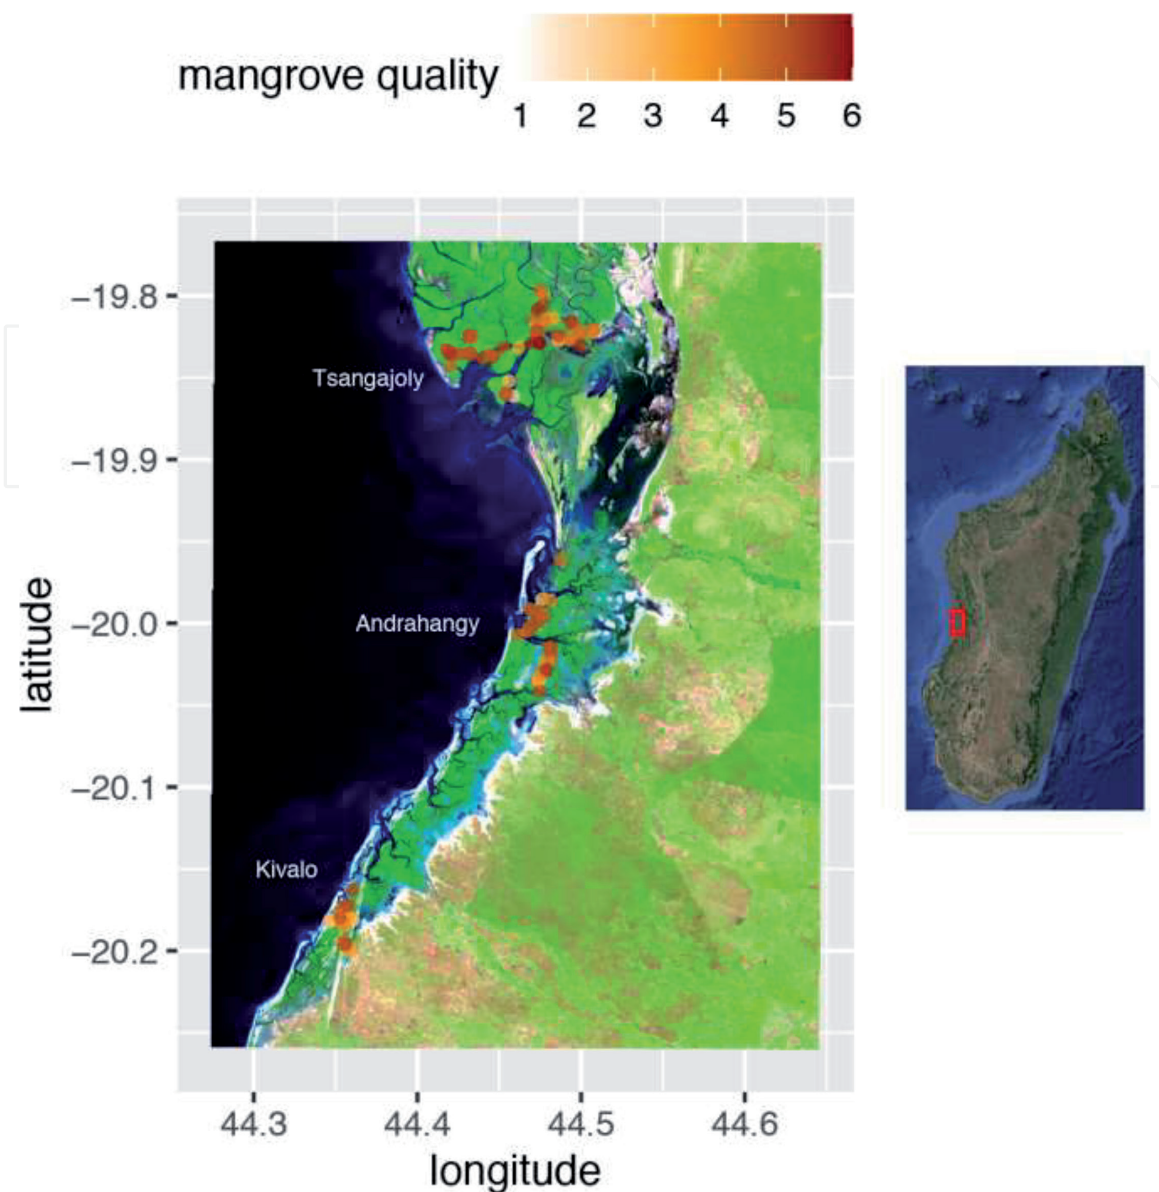 mangrove quality
1 2 3 4 5 6
−19.8
Tsangajoly
−19.9
Andrahangy
−20.0
−20.1
Kivalo
−20.2
latitude
44.3 44.4 44.5 44.6
longitude